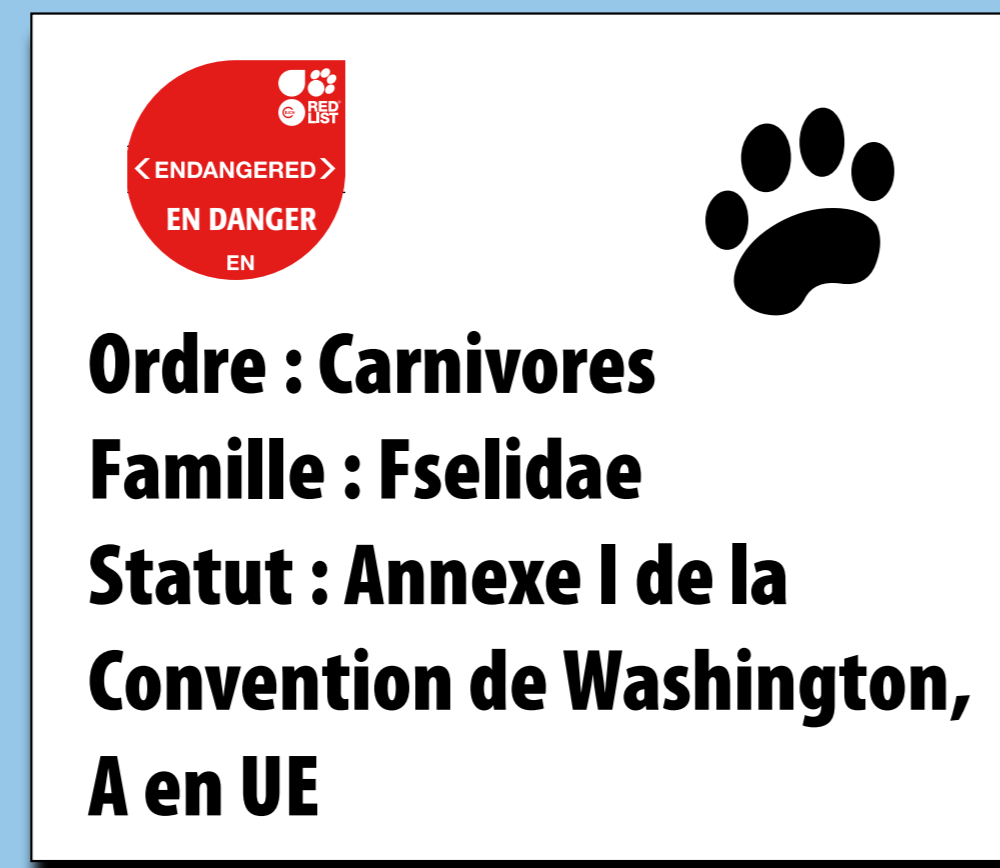 RED
LIST
<ENDANGERED>
EN DANGER
EN
Ordre : Carnivores
Famille : Fselidae
Statut : Annexe I de la
Convention de Washington,
A en UE